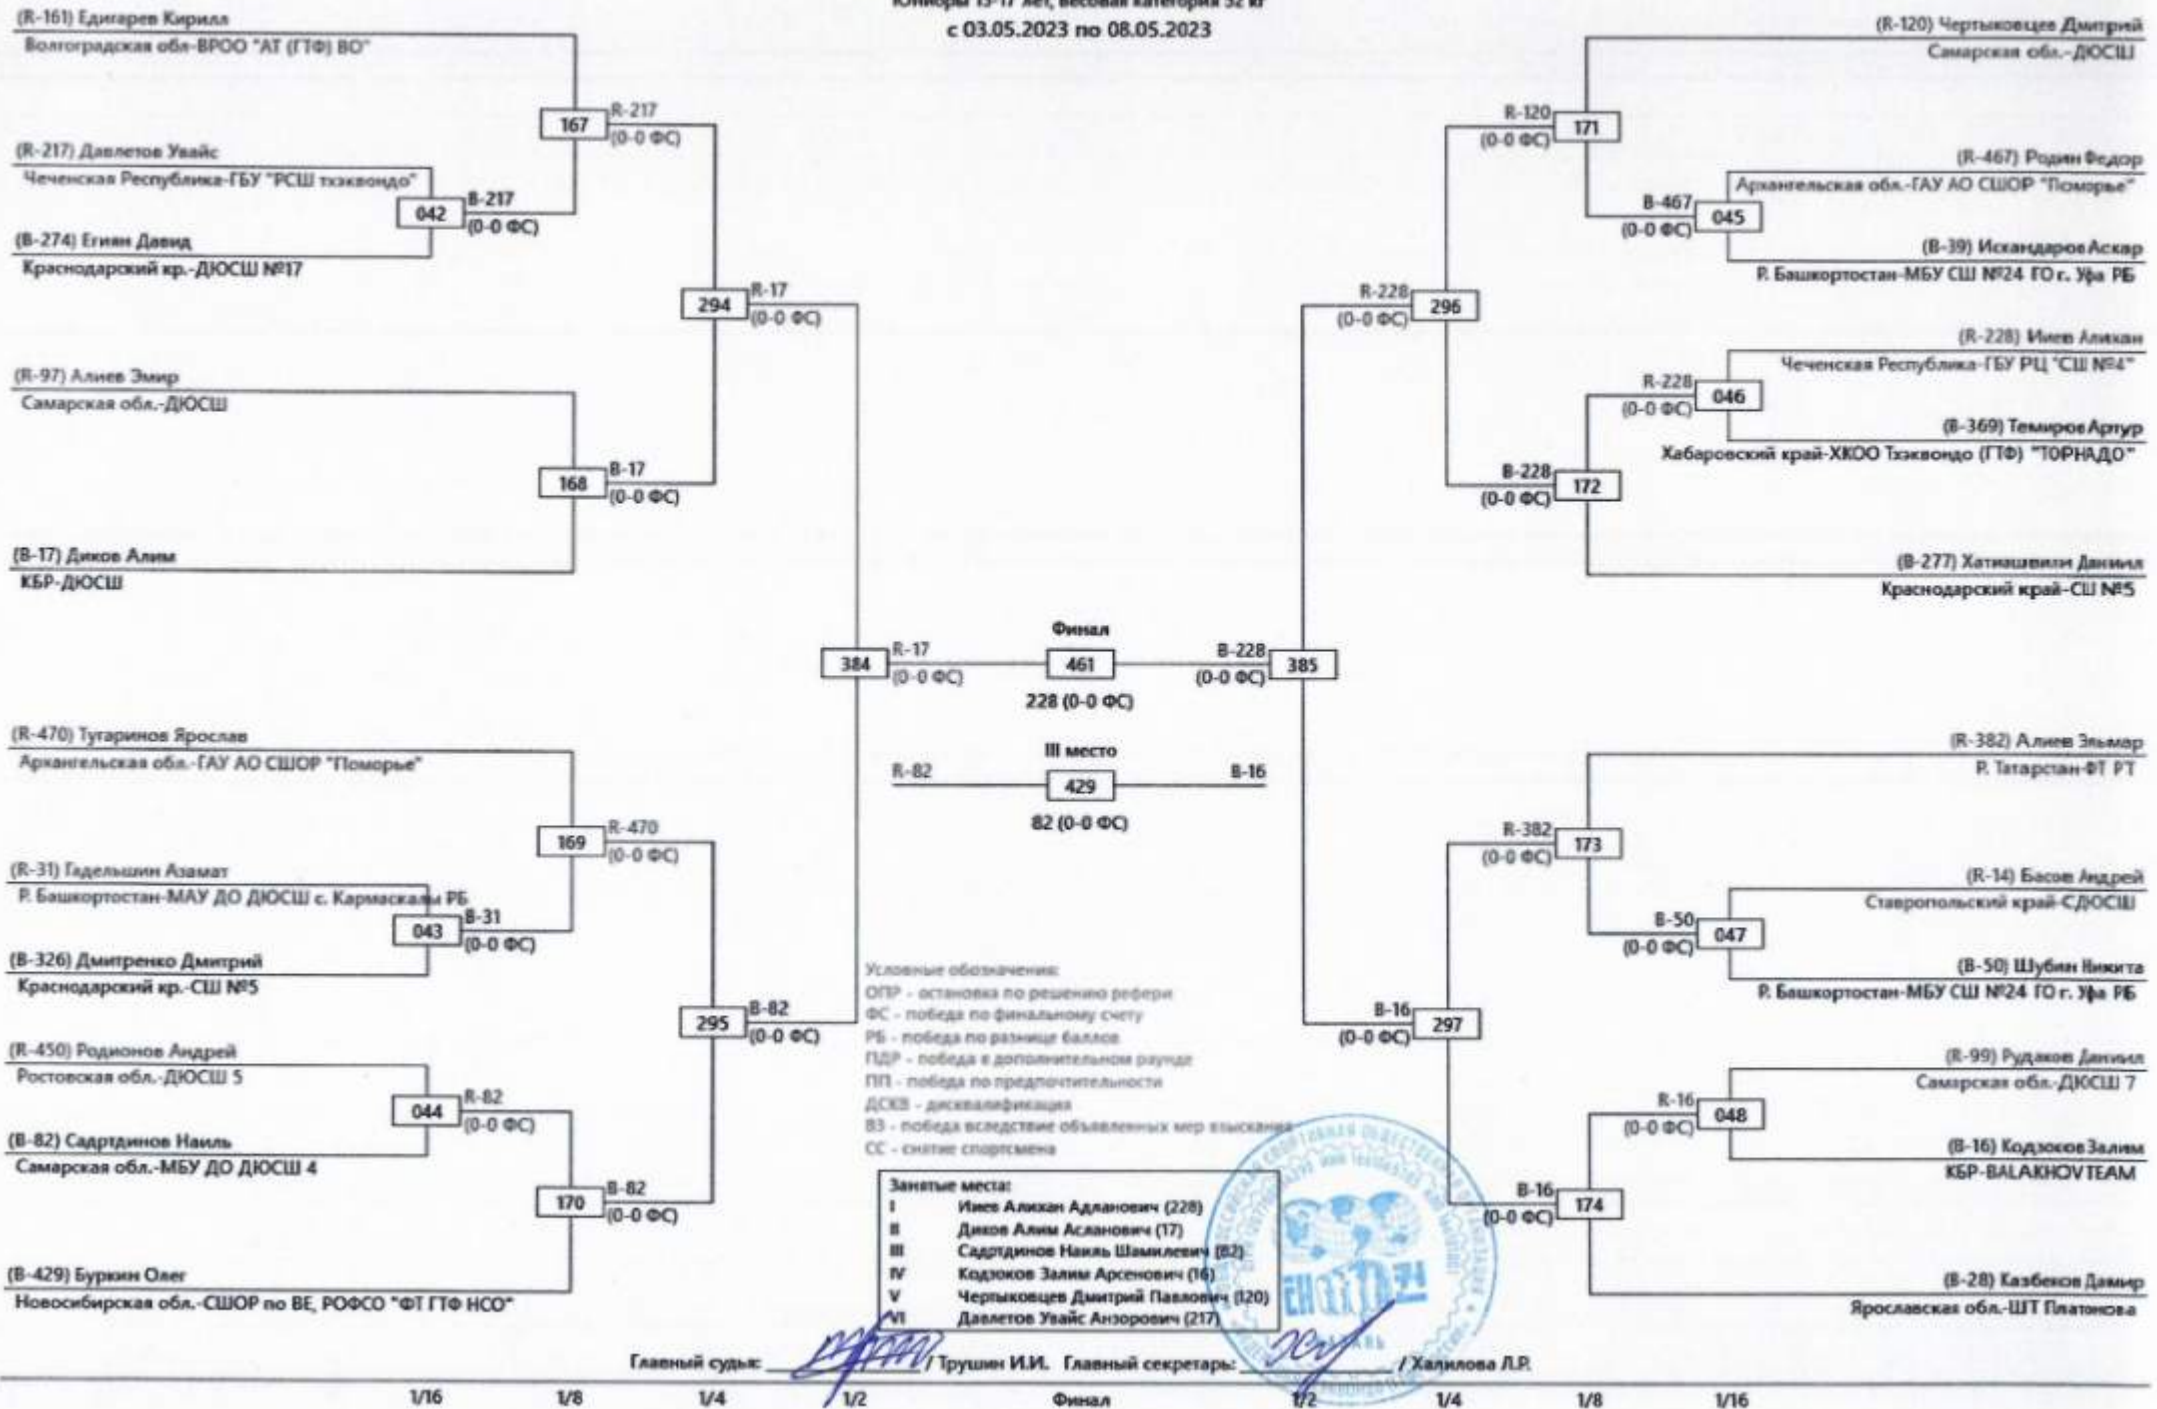 Юниоры 15-17 лет, весовая категория 52 кг
с 03.05.2023 по 08.05.2023
(R-161) Едигарев Кирилл
Волгоградская обл-ВРОО "АТ (ГТФ) ВО"
167
R-217
(0-0 ФС)
(R-217) Давлетов Увайс
Чеченская Республика-ГБУ "РСШ тхэквондо"
042
B-217
(0-0 ФС)
(B-274) Егиян Давид
Краснодарский кр.-ДЮСШ №17
294
R-17
(0-0 ФС)
(R-97) Алиев Эмир
Самарская обл.-ДЮСШ
168
B-17
(0-0 ФС)
(B-17) Диков Алим
КБР-ДЮСШ
384
R-17
(0-0 ФС)
(R-470) Тугаринов Ярослав
Архангельская обл.-ГАУ АО СШОР "Поморье"
169
R-470
(0-0 ФС)
(R-31) Гадельшин Азамат
Р. Башкортостан-МАУ ДО ДЮСШ с. Кармаскалы РБ
043
B-31
(0-0 ФС)
(B-326) Дмитренко Дмитрий
Краснодарский кр.-СШ №5
295
B-82
(0-0 ФС)
(R-450) Родионов Андрей
Ростовская обл.-ДЮСШ 5
044
R-82
(0-0 ФС)
(B-82) Садртдинов Наиль
Самарская обл.-МБУ ДО ДЮСШ 4
170
B-82
(0-0 ФС)
(B-429) Буркин Олег
Новосибирская обл.-СШОР по ВЕ, РОФСО "ФТ ГТФ НСО"
Финал
461
228 (0-0 ФС)
III место
R-82
429
B-16
82 (0-0 ФС)
(R-120) Чертыковцев Дмитрий
Самарская обл.-ДЮСШ
R-120
(0-0 ФС)
171
(R-467) Родин Федор
Архангельская обл.-ГАУ АО СШОР "Поморье"
B-467
(0-0 ФС)
045
(B-39) Искандаров Аскар
Р. Башкортостан-МБУ СШ №24 ГО г. Уфа РБ
R-228
(0-0 ФС)
296
(R-228) Ииев Алихан
Чеченская Республика-ГБУ РЦ "СШ №4"
R-228
(0-0 ФС)
046
(B-369) Темиров Артур
Хабаровский край-ХКОО Тхэквондо (ГТФ) "ТОРНАДО"
B-228
(0-0 ФС)
172
(B-277) Хатиашвили Даниил
Краснодарский край-СШ №5
B-228
(0-0 ФС)
385
(R-382) Алиев Эльмар
Р. Татарстан-ФТ РТ
R-382
(0-0 ФС)
173
(R-14) Басов Андрей
Ставропольский край-СДЮСШ
B-50
(0-0 ФС)
047
(B-50) Шубин Никита
Р. Башкортостан-МБУ СШ №24 ГО г. Уфа РБ
B-16
(0-0 ФС)
297
(R-99) Рудаков Даниил
Самарская обл.-ДЮСШ 7
R-16
(0-0 ФС)
048
(B-16) Кодзоков Залим
КБР-BALAKHOV TEAM
B-16
(0-0 ФС)
174
(B-28) Казбеков Дамир
Ярославская обл.-ШТ Платонова
Условные обозначения:
ОПР - остановка по решению рефери
ФС - победа по финальному счету
РБ - победа по разнице баллов
ПДР - победа в дополнительном раунде
ПП - победа по предпочтительности
ДСКВ - дисквалификация
ВЗ - победа вследствие объявленных мер взыскания
СС - снятие спортсмена
Занятые места:
I Ииев Алихан Адланович (228)
II Диков Алим Асланович (17)
III Садртдинов Наиль Шамилевич (82)
IV Кодзоков Залим Арсенович (16)
V Чертыковцев Дмитрий Павлович (120)
VI Давлетов Увайс Анзорович (217)
Главный судья: / Трушин И.И. Главный секретарь: / Халилова Л.Р.
1/16 1/8 1/4 1/2 Финал 1/2 1/4 1/8 1/16